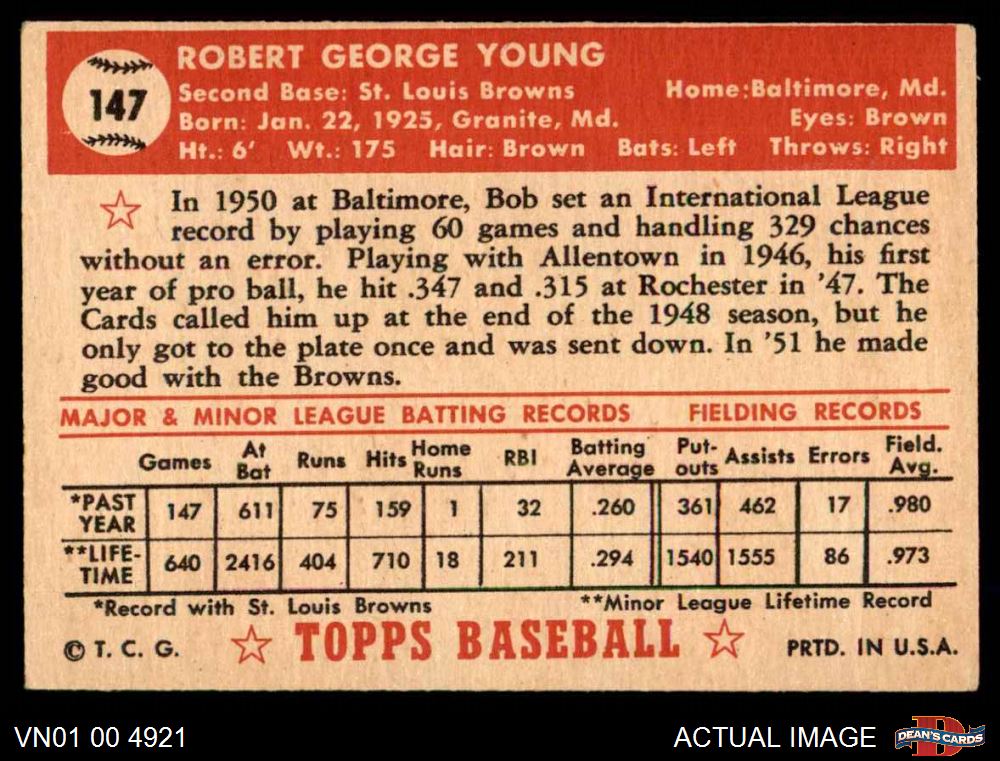 147
ROBERT GEORGE YOUNG
Second Base: St. Louis Browns Home: Baltimore, Md.
Born: Jan. 22, 1925, Granite, Md. Eyes: Brown
Ht.: 6' Wt.: 175 Hair: Brown Bats: Left Throws: Right
In 1950 at Baltimore, Bob set an International League
record by playing 60 games and handling 329 chances
without an error. Playing with Allentown in 1946, his first
year of pro ball, he hit .347 and .315 at Rochester in '47. The
Cards called him up at the end of the 1948 season, but he
only got to the plate once and was sent down. In '51 he made
good with the Browns.
MAJOR & MINOR LEAGUE BATTING RECORDS FIELDING RECORDS
Games At Bat Runs Hits Home Runs RBI Batting Average Put-outs Assists Errors Field. Avg.
*PAST YEAR 147 611 75 159 1 32 .260 361 462 17 .980
**LIFE-TIME 640 2416 404 710 18 211 .294 1540 1555 86 .973
*Record with St. Louis Browns **Minor League Lifetime Record
© T. C. G. TOPPS BASEBALL PRTD. IN U.S.A.
VN01 00 4921 ACTUAL IMAGE DEAN'S CARDS